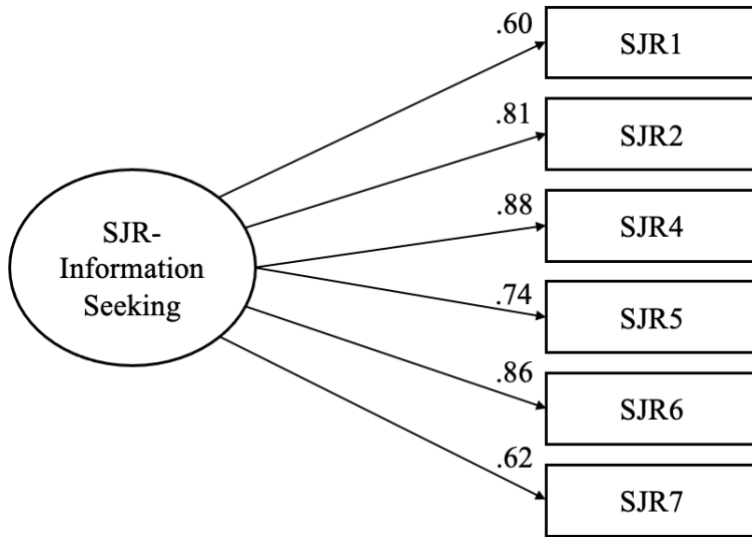 .60
SJR1
.81
SJR2
.88
SJR4
SJR-
Information
Seeking
.74
SJR5
.86
SJR6
.62
SJR7